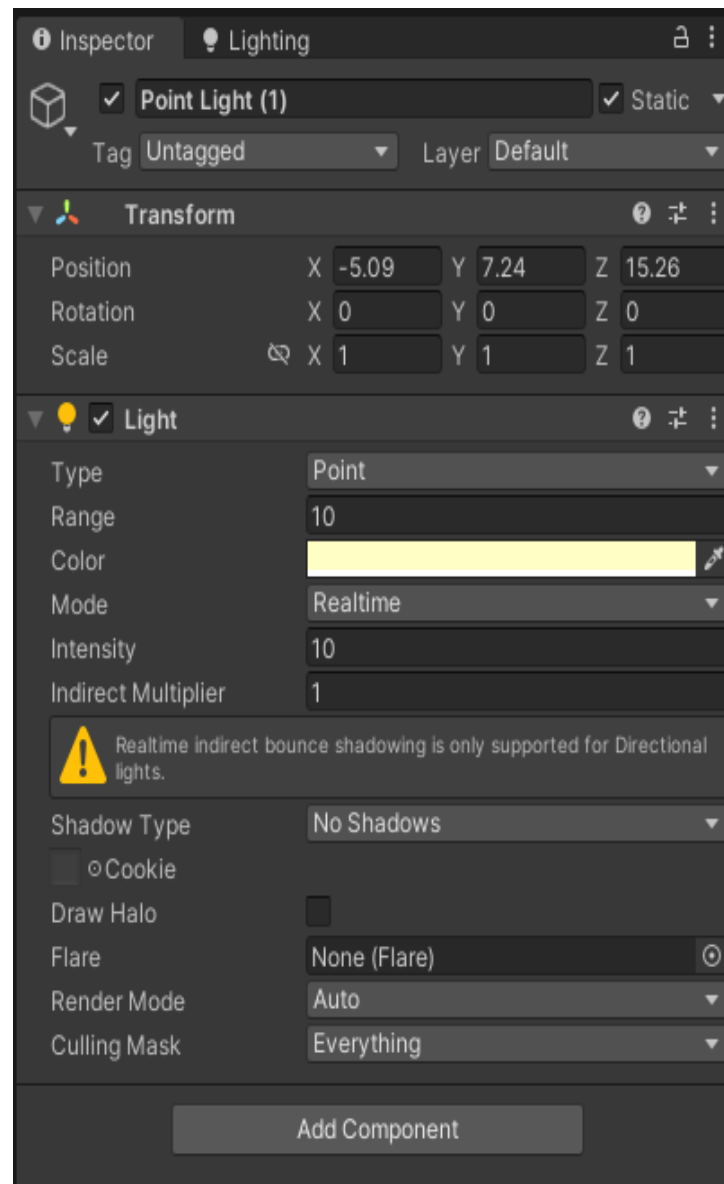 Inspector Lighting
Point Light (1) Static
Tag Untagged Layer Default
Transform
Position X -5.09 Y 7.24 Z 15.26
Rotation X 0 Y 0 Z 0
Scale X 1 Y 1 Z 1
Light
Type Point
Range 10
Color
Mode Realtime
Intensity 10
Indirect Multiplier 1
Realtime indirect bounce shadowing is only supported for Directional
lights.
Shadow Type No Shadows
Cookie
Draw Halo
Flare None (Flare)
Render Mode Auto
Culling Mask Everything
Add Component